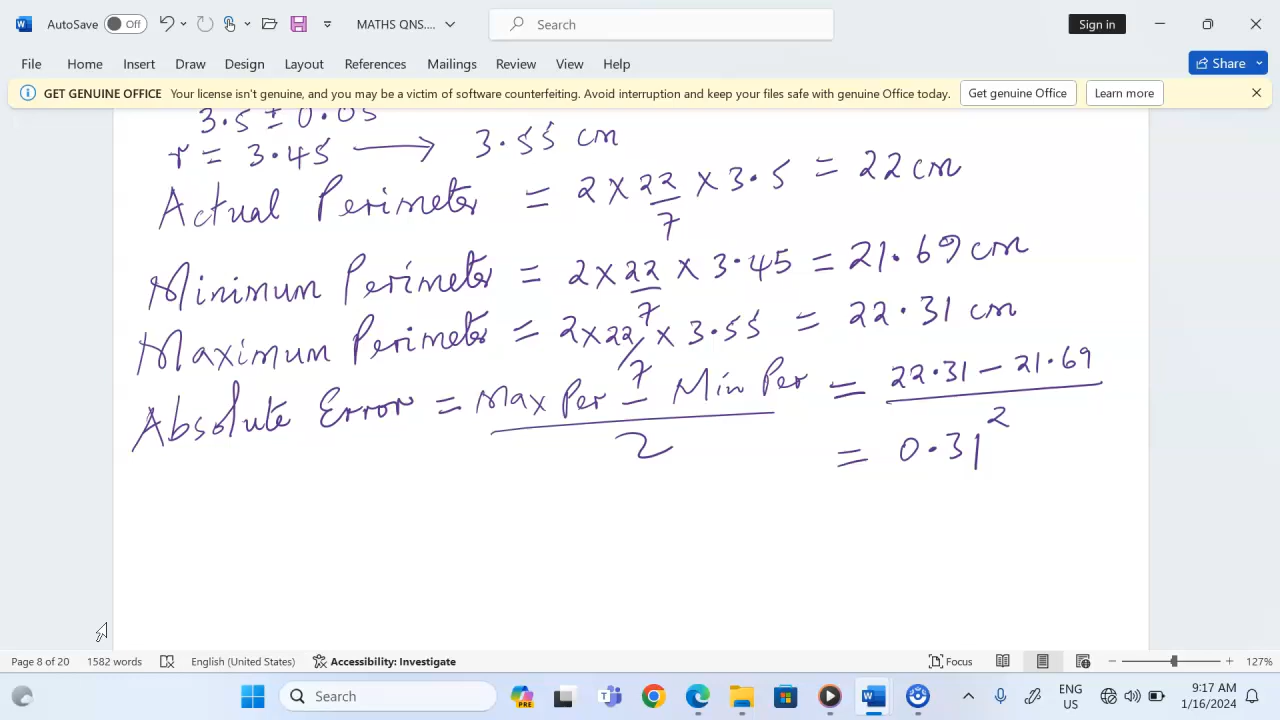 AutoSave Off MATHS QNS.... Search Sign in
File Home Insert Draw Design Layout References Mailings Review View Help Share
GET GENUINE OFFICE Your license isn't genuine, and you may be a victim of software counterfeiting. Avoid interruption and keep your files safe with genuine Office today. Get genuine Office Learn more
3.5 ± 0.05
r = 3.45 → 3.55 cm
Actual Perimeter = 2 × 22/7 × 3.5 = 22 cm
Minimum Perimeter = 2 × 22/7 × 3.45 = 21.69 cm
Maximum Perimeter = 2 × 22/7 × 3.55 = 22.31 cm
Absolute Error = Max Per - Min Per / 2 = 22.31 - 21.69 / 2
= 0.31
Page 8 of 20 1582 words English (United States) Accessibility: Investigate Focus 127%
Search PRE ENG US 9:17 AM 1/16/2024